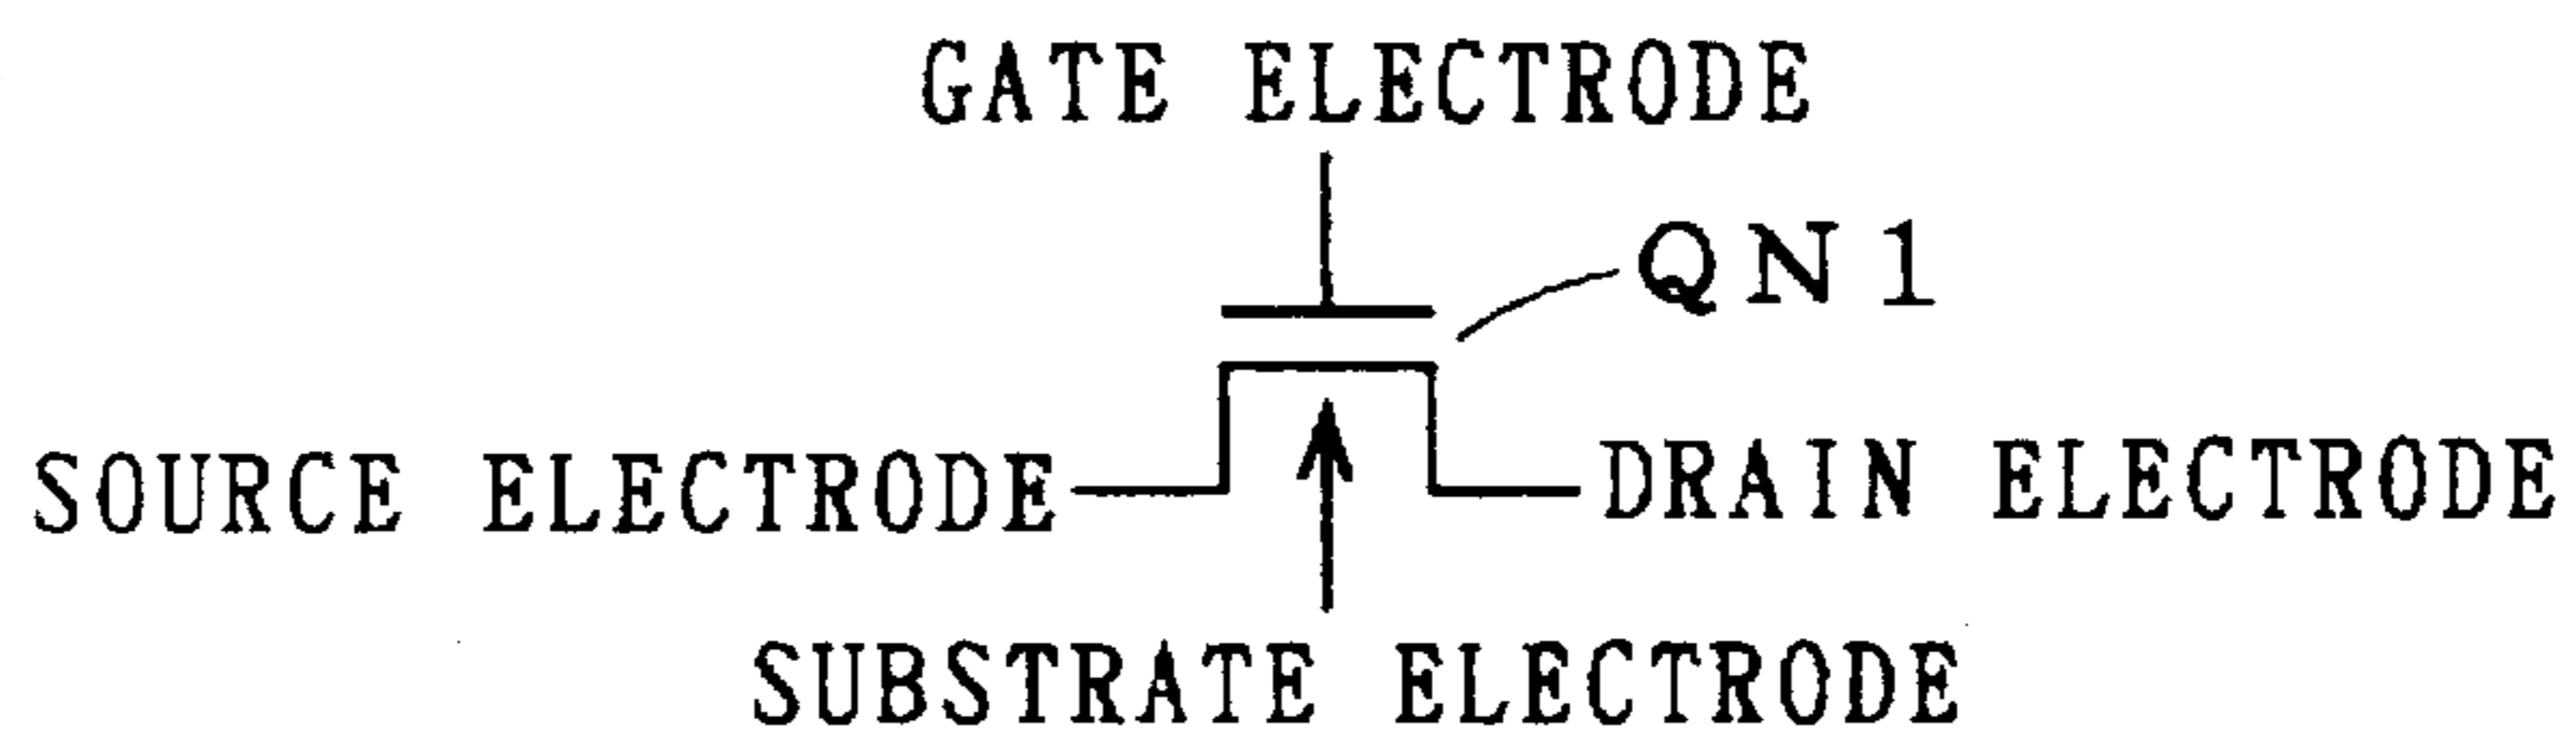 GATE ELECTRODE
QN1
SOURCE ELECTRODE
DRAIN ELECTRODE
SUBSTRATE ELECTRODE